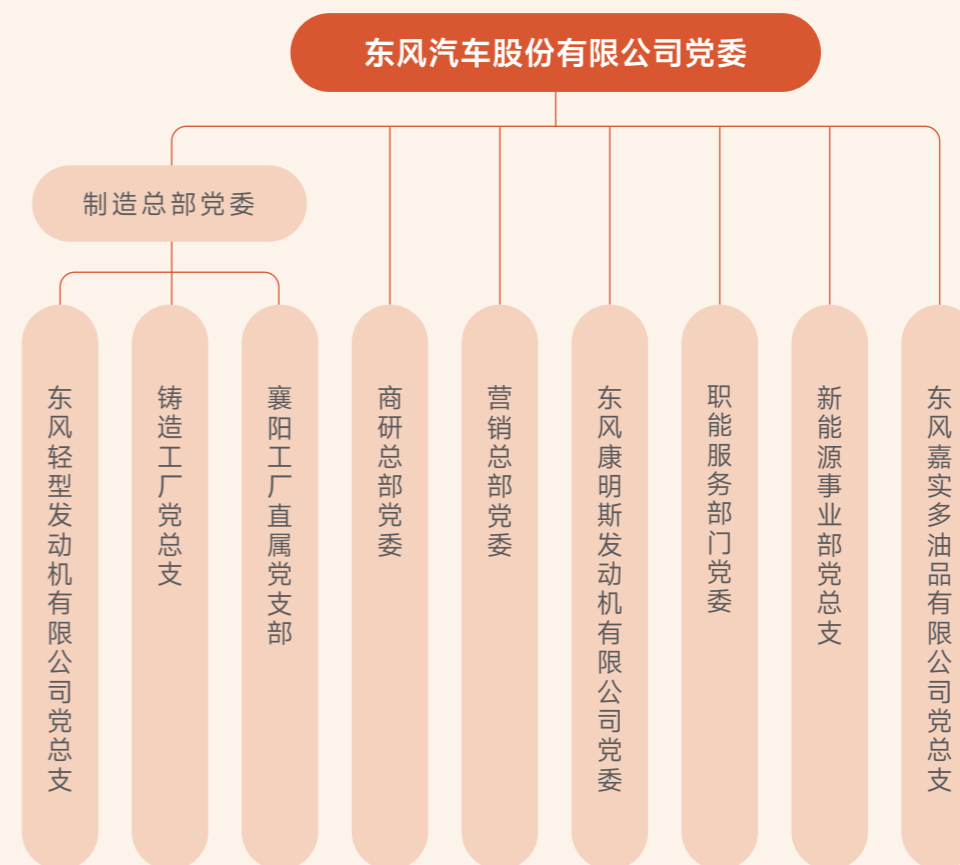 东风汽车股份有限公司党委
制造总部党委
东风轻型发动机有限公司党总支
铸造工厂党总支
襄阳工厂直属党支部
商研总部党委
营销总部党委
东风康明斯发动机有限公司党委
职能服务部门党委
新能源事业部党总支
东风嘉实多油品有限公司党总支